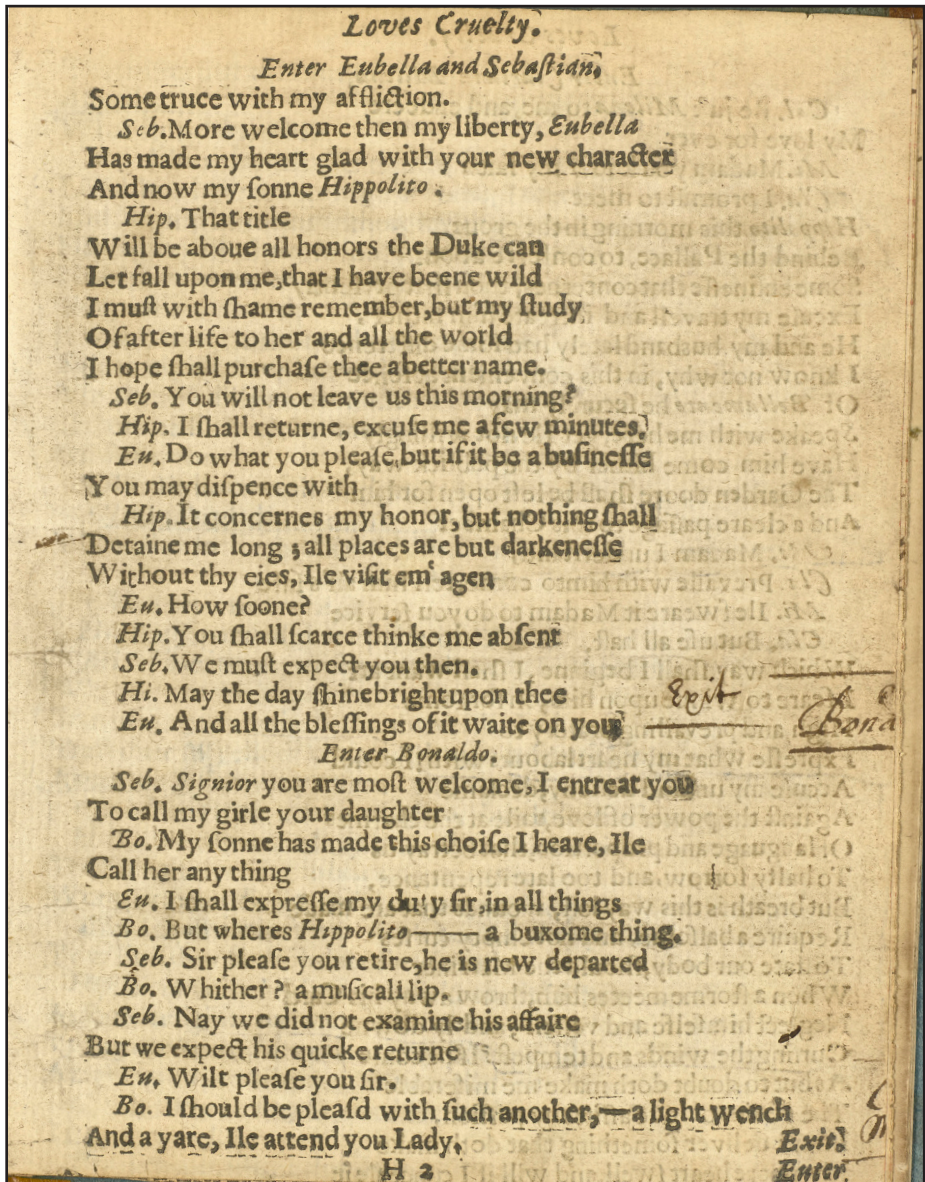 Loves Cruelty.
Enter Eubella and Sebaſtian.
Some truce with my affliction.
Seb. More welcome then my liberty, Eubella
Has made my heart glad with your new character
And now my ſonne Hippolito.
Hip. That title
Will be aboue all honors the Duke can
Let fall upon me, that I have beene wild
I muſt with ſhame remember, but my ſtudy
Of after life to her and all the world
I hope ſhall purchaſe thee a better name.
Seb. You will not leave us this morning?
Hip. I ſhall returne, excuſe me a few minutes.
Eu. Do what you pleaſe, but if it be a buſineſſe
You may diſpence with
Hip. It concernes my honor, but nothing ſhall
Detaine me long ; all places are but darkeneſſe
Without thy eies, Ile viſit em' agen
Eu. How ſoone?
Hip. You ſhall ſcarce thinke me abſent
Seb. We muſt expect you then.
Hi. May the day ſhine bright upon thee
Exit
Eu. And all the bleſſings of it waite on you
Bona
Enter Bonaldo.
Seb. Signior you are moſt welcome, I entreat you
To call my girle your daughter
Bo. My ſonne has made this choiſe I heare, Ile
Call her any thing
Eu. I ſhall expreſſe my duty ſir, in all things
Bo. But wheres Hippolito—— a buxome thing.
Seb. Sir pleaſe you retire, he is new departed
Bo. Whither? a muſicall lip.
Seb. Nay we did not examine his affaire
But we expect his quicke returne
Eu. Wilt pleaſe you ſir.
Bo. I ſhould be pleaſd with ſuch another,—a light wench
And a yare, Ile attend you Lady. Exit.
H 2 Enter